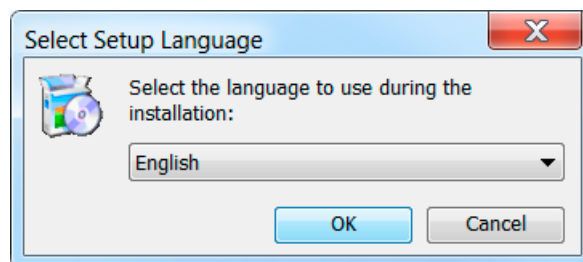 Select Setup Language
Select the language to use during the
installation:
English
OK
Cancel